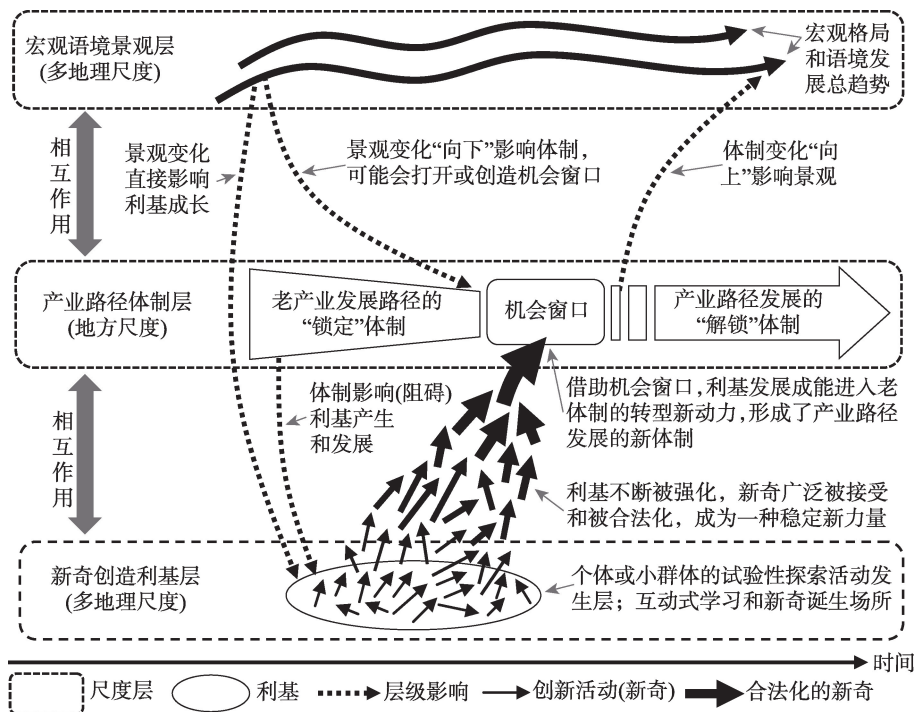 宏观语境景观层
(多地理尺度)
宏观格局
和语境发
展总趋势
相互作用
景观变化
直接影响
利基成长
景观变化“向下”影响体制，
可能会打开或创造机会窗口
体制变化“向
上”影响景观
产业路径体制层
(地方尺度)
老产业发展路径的
“锁定”体制
机会窗口
产业路径发展的
“解锁”体制
相互作用
体制影响(阻碍)
利基产生
和发展
借助机会窗口，利基发展成能进入老
体制的转型新动力，形成了产业路径
发展的新体制
利基不断被强化，新奇广泛被接受
和被合法化，成为一种稳定新力量
新奇创造利基层
(多地理尺度)
个体或小群体的试验性探索活动发
生层；互动式学习和新奇诞生场所
时间
尺度层
利基
层级影响
创新活动(新奇)
合法化的新奇